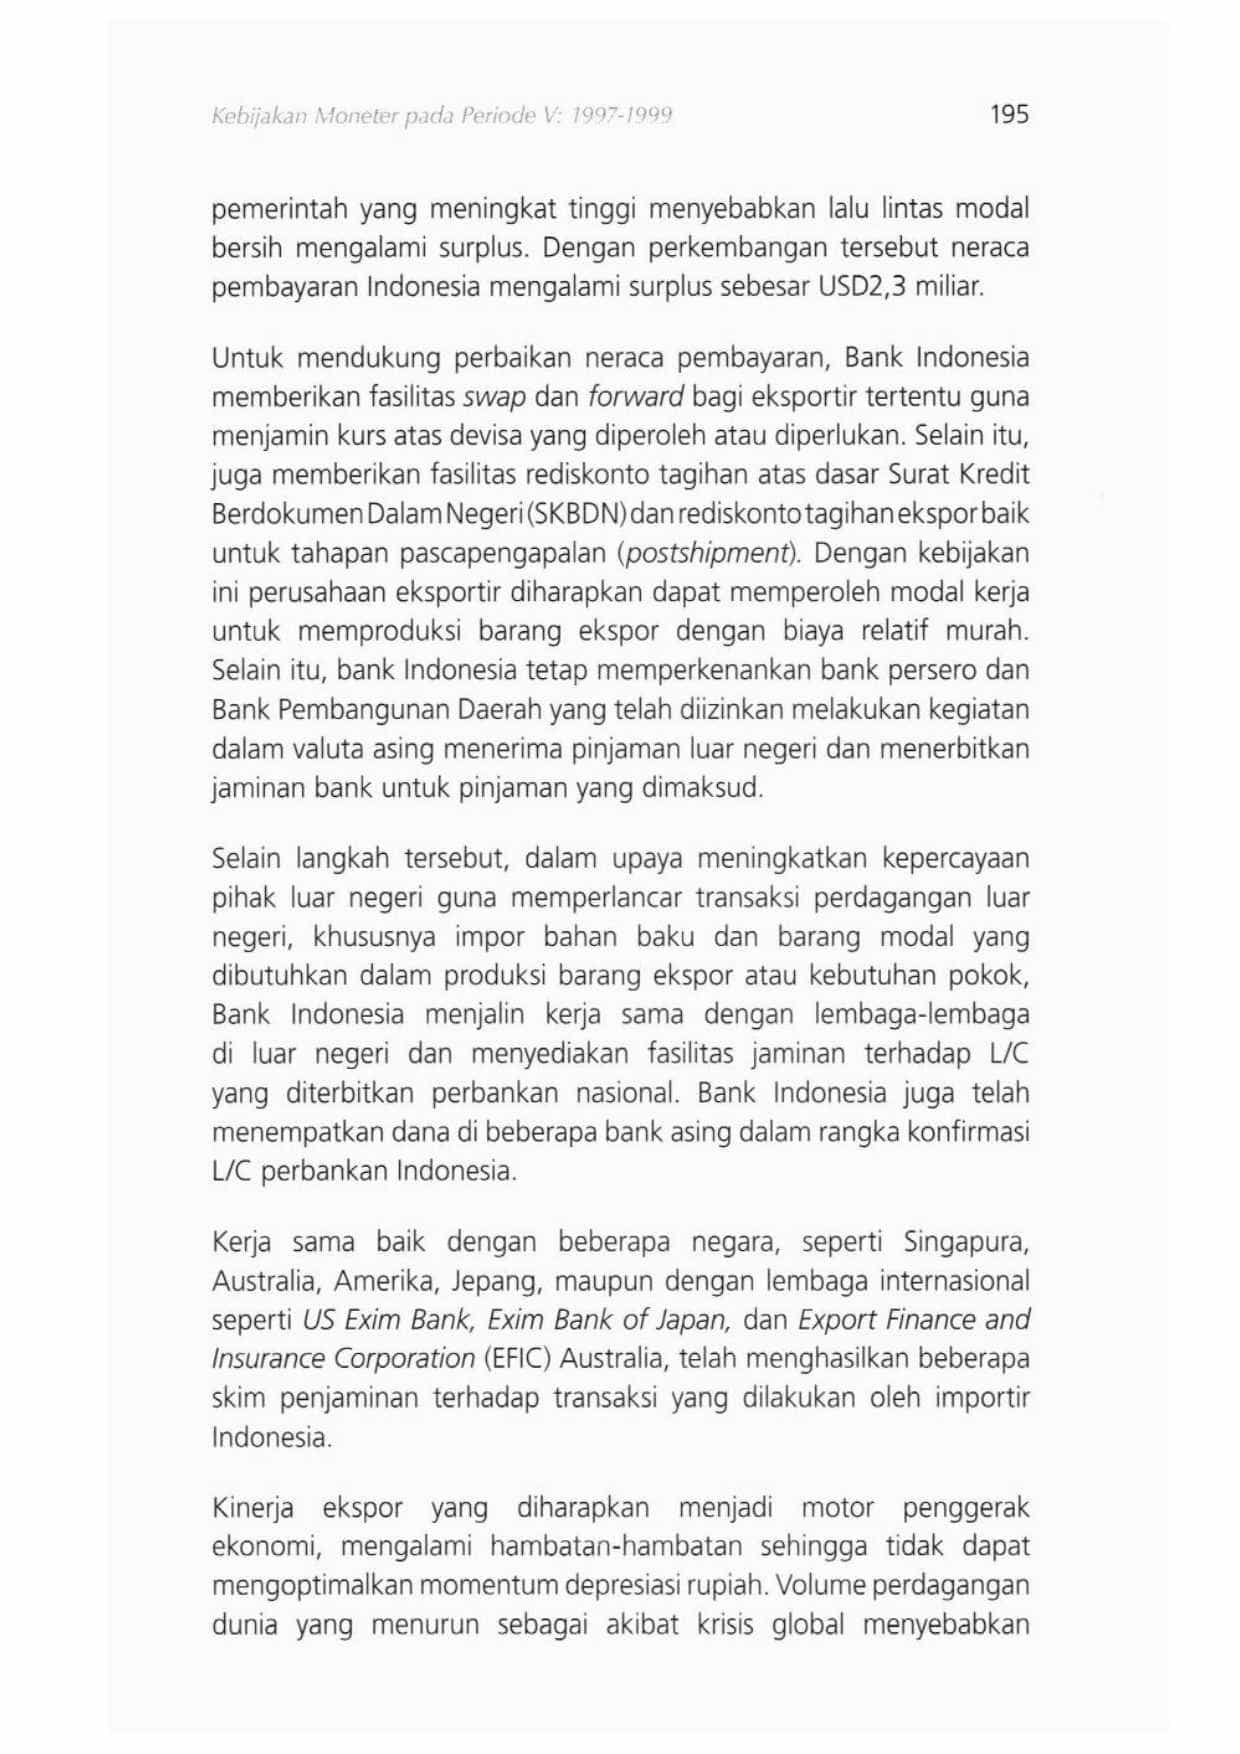 Kebijakan Moneter pada Periode V: 1997-1999 195
pemerintah yang meningkat tinggi menyebabkan lalu lintas modal
bersih mengalami surplus. Dengan perkembangan tersebut neraca
pembayaran Indonesia mengalami surplus sebesar USD2,3 miliar.
Untuk mendukung perbaikan neraca pembayaran, Bank Indonesia
memberikan fasilitas swap dan forward bagi eksportir tertentu guna
menjamin kurs atas devisa yang diperoleh atau diperlukan. Selain itu,
juga memberikan fasilitas rediskonto tagihan atas dasar Surat Kredit
Berdokumen Dalam Negeri (SKBDN) dan rediskonto tagihan ekspor baik
untuk tahapan pascapengapalan (postshipment). Dengan kebijakan
ini perusahaan eksportir diharapkan dapat memperoleh modal kerja
untuk memproduksi barang ekspor dengan biaya relatif murah.
Selain itu, bank Indonesia tetap memperkenankan bank persero dan
Bank Pembangunan Daerah yang telah diizinkan melakukan kegiatan
dalam valuta asing menerima pinjaman luar negeri dan menerbitkan
jaminan bank untuk pinjaman yang dimaksud.
Selain langkah tersebut, dalam upaya meningkatkan kepercayaan
pihak luar negeri guna memperlancar transaksi perdagangan luar
negeri, khususnya impor bahan baku dan barang modal yang
dibutuhkan dalam produksi barang ekspor atau kebutuhan pokok,
Bank Indonesia menjalin kerja sama dengan lembaga-lembaga
di luar negeri dan menyediakan fasilitas jaminan terhadap L/C
yang diterbitkan perbankan nasional. Bank Indonesia juga telah
menempatkan dana di beberapa bank asing dalam rangka konfirmasi
L/C perbankan Indonesia.
Kerja sama baik dengan beberapa negara, seperti Singapura,
Australia, Amerika, Jepang, maupun dengan lembaga internasional
seperti US Exim Bank, Exim Bank of Japan, dan Export Finance and
Insurance Corporation (EFIC) Australia, telah menghasilkan beberapa
skim penjaminan terhadap transaksi yang dilakukan oleh importir
Indonesia.
Kinerja ekspor yang diharapkan menjadi motor penggerak
ekonomi, mengalami hambatan-hambatan sehingga tidak dapat
mengoptimalkan momentum depresiasi rupiah. Volume perdagangan
dunia yang menurun sebagai akibat krisis global menyebabkan